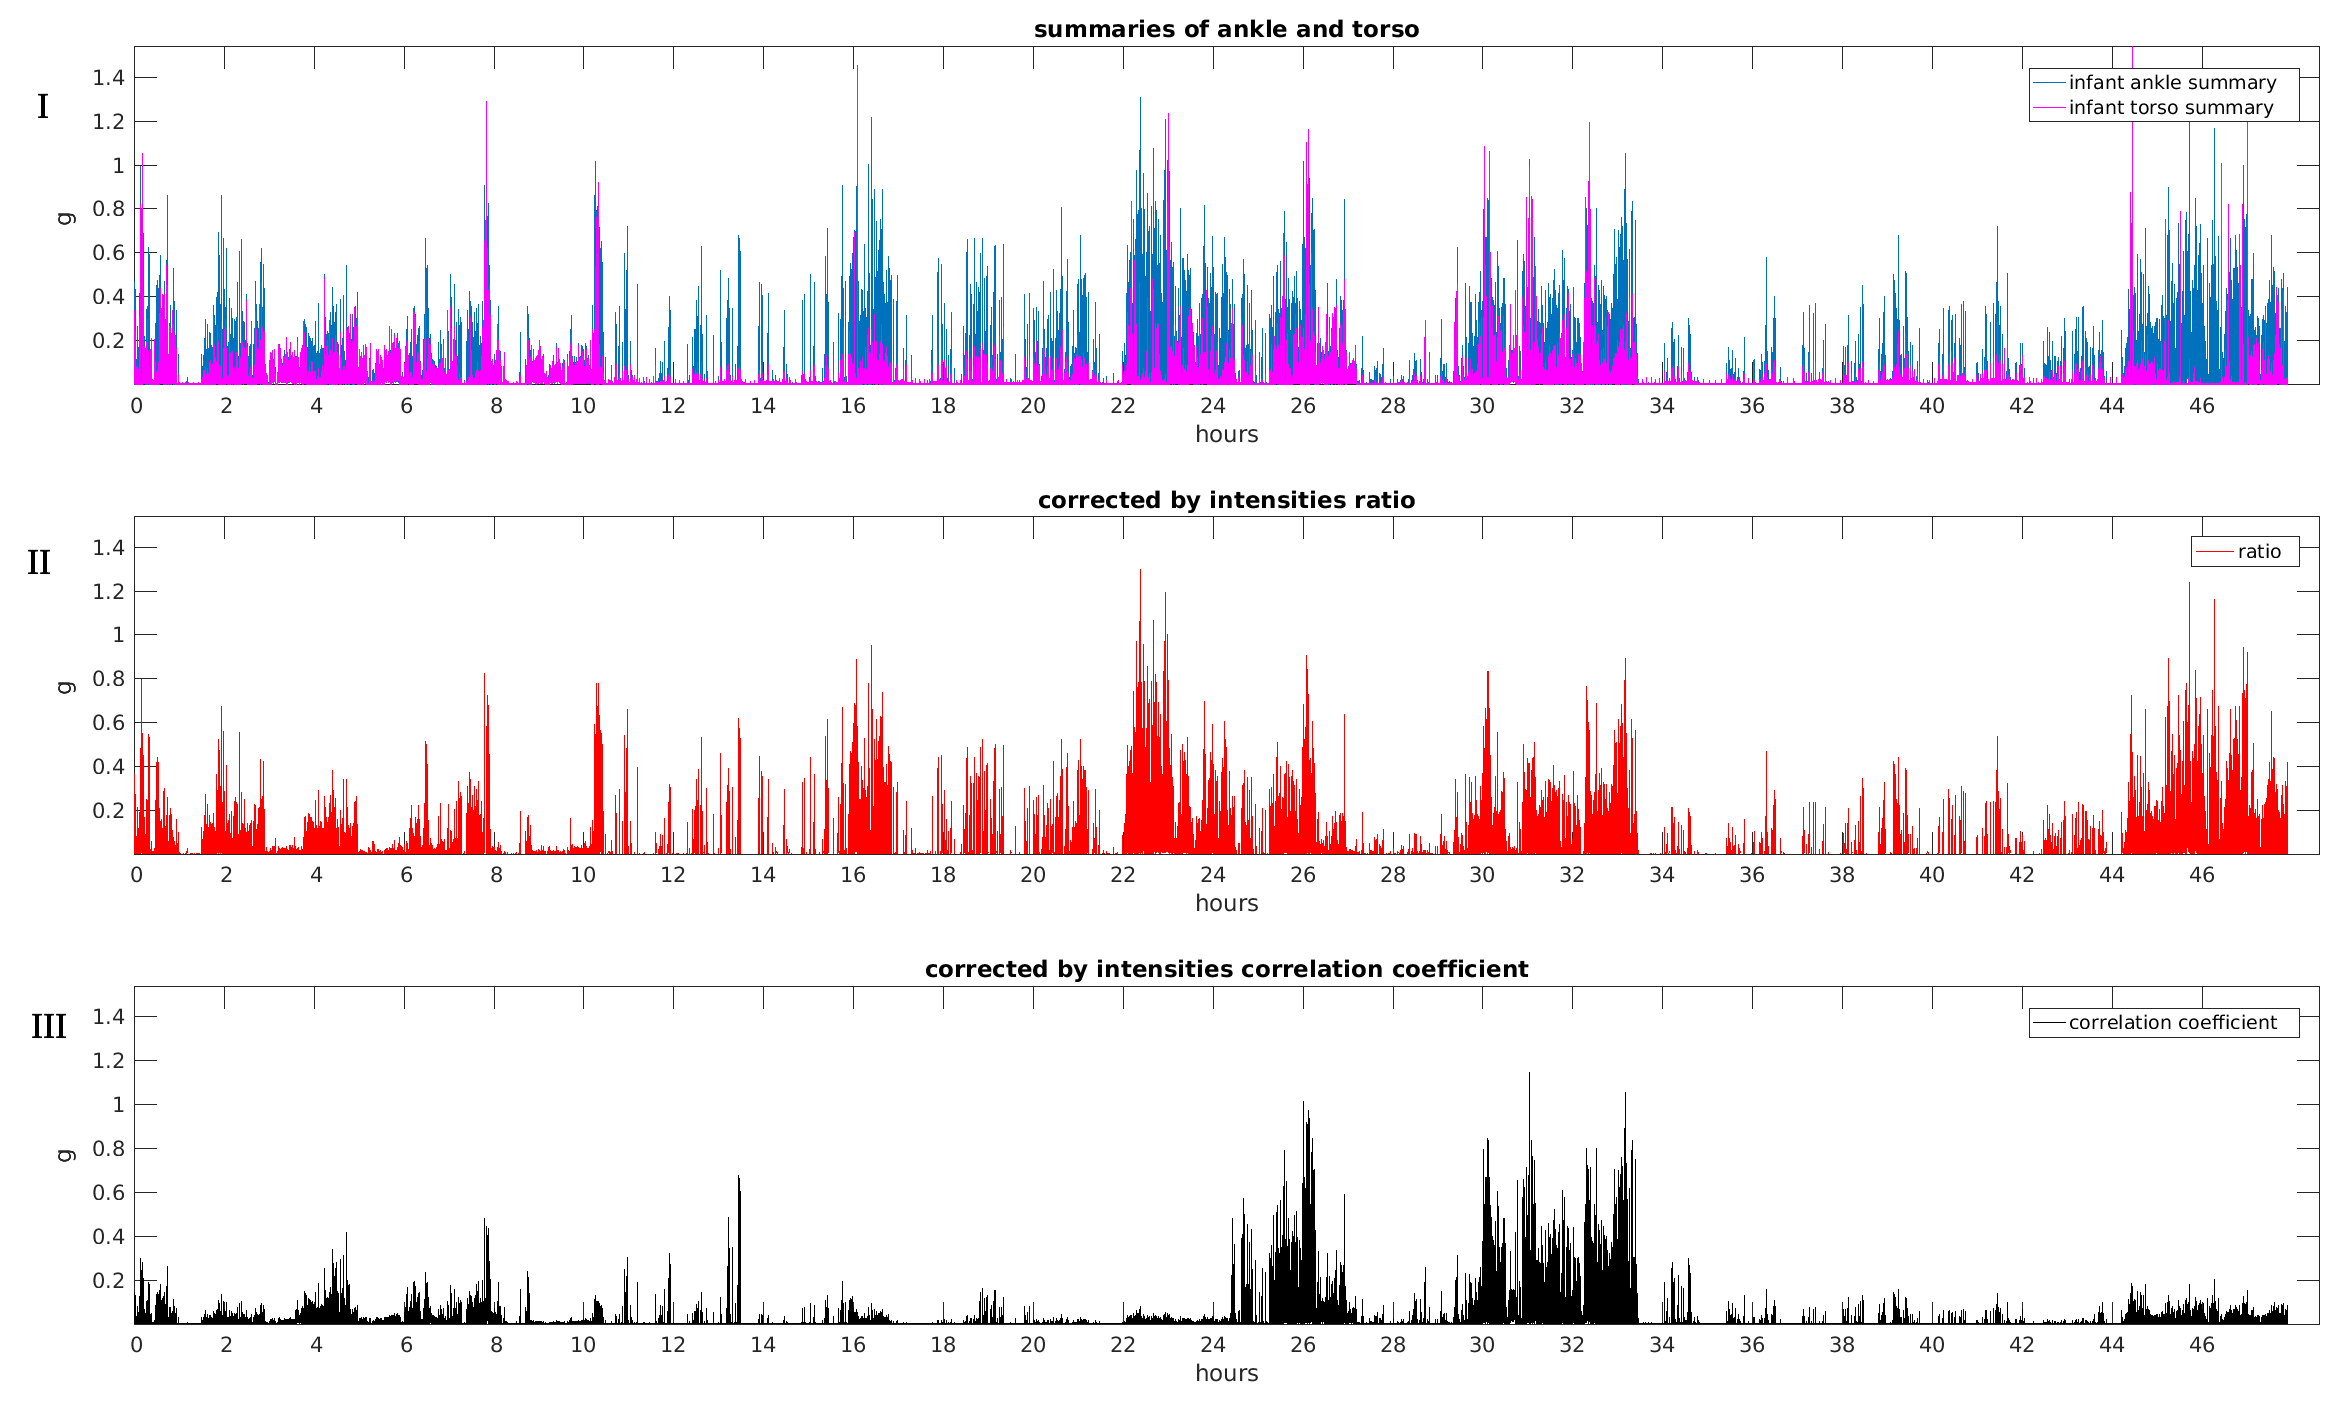 summaries of ankle and torso
I
g
1.4
1.2
1
0.8
0.6
0.4
0.2
infant ankle summary
infant torso summary
0 2 4 6 8 10 12 14 16 18 20 22 24 26 28 30 32 34 36 38 40 42 44 46
hours
corrected by intensities ratio
II
g
1.4
1.2
1
0.8
0.6
0.4
0.2
ratio
0 2 4 6 8 10 12 14 16 18 20 22 24 26 28 30 32 34 36 38 40 42 44 46
hours
corrected by intensities correlation coefficient
III
g
1.4
1.2
1
0.8
0.6
0.4
0.2
correlation coefficient
0 2 4 6 8 10 12 14 16 18 20 22 24 26 28 30 32 34 36 38 40 42 44 46
hours